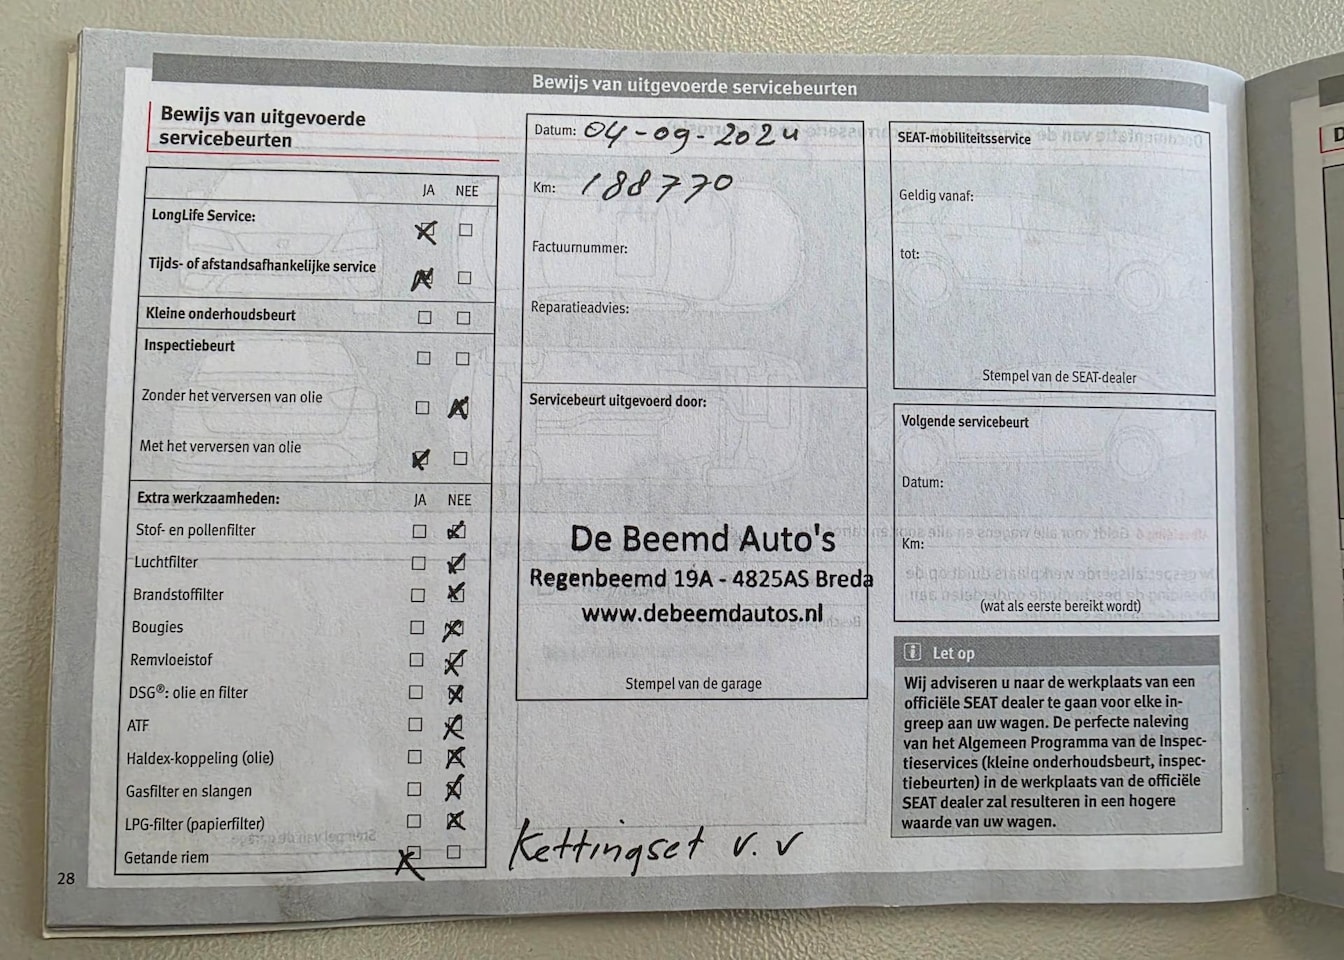 Bewijs van uitgevoerde servicebeurten
Bewijs van uitgevoerde
servicebeurten
JA NEE
LongLife Service:
Tijds- of afstandsafhankelijke service
Kleine onderhoudsbeurt
Inspectiebeurt
Zonder het verversen van olie
Met het verversen van olie
Extra werkzaamheden: JA NEE
Stof- en pollenfilter
Luchtfilter
Brandstoffilter
Bougies
Remvloeistof
DSG®: olie en filter
ATF
Haldex-koppeling (olie)
Gasfilter en slangen
LPG-filter (papierfilter)
Getande riem
28
Datum: 04-09-2024
Km: 188770
Factuurnummer:
Reparatieadvies:
Servicebeurt uitgevoerd door:
De Beemd Auto's
Regenbeemd 19A - 4825AS Breda
www.debeemdautos.nl
Stempel van de garage
Kettingset v.v
SEAT-mobiliteitsservice
Geldig vanaf:
tot:
Stempel van de SEAT-dealer
Volgende servicebeurt
Datum:
Km:
(wat als eerste bereikt wordt)
i Let op
Wij adviseren u naar de werkplaats van een
officiële SEAT dealer te gaan voor elke in-
greep aan uw wagen. De perfecte naleving
van het Algemeen Programma van de Inspec-
tieservices (kleine onderhoudsbeurt, inspec-
tiebeurten) in de werkplaats van de officiële
SEAT dealer zal resulteren in een hogere
waarde van uw wagen.
D